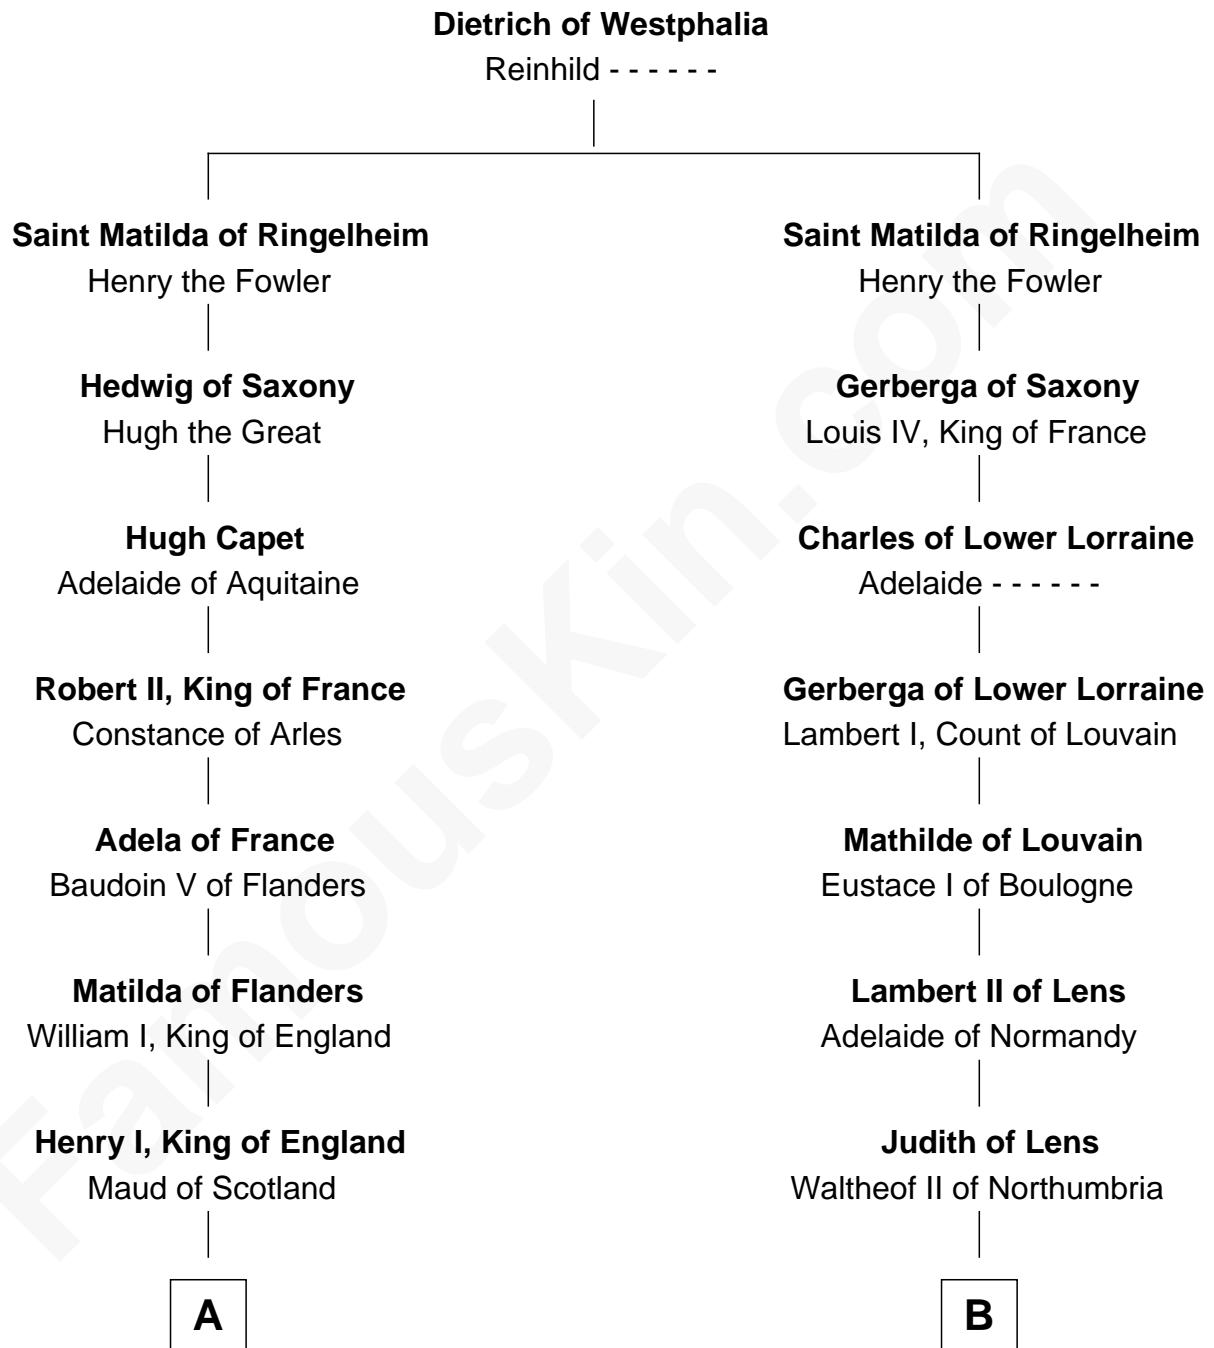 Dietrich of Westphalia
Reinhild - - - - - -
Saint Matilda of Ringelheim
Henry the Fowler
Hedwig of Saxony
Hugh the Great
Hugh Capet
Adelaide of Aquitaine
Robert II, King of France
Constance of Arles
Adela of France
Baudoin V of Flanders
Matilda of Flanders
William I, King of England
Henry I, King of England
Maud of Scotland
A
Saint Matilda of Ringelheim
Henry the Fowler
Gerberga of Saxony
Louis IV, King of France
Charles of Lower Lorraine
Adelaide - - - - - -
Gerberga of Lower Lorraine
Lambert I, Count of Louvain
Mathilde of Louvain
Eustace I of Boulogne
Lambert II of Lens
Adelaide of Normandy
Judith of Lens
Waltheof II of Northumbria
B
FamousKin.com